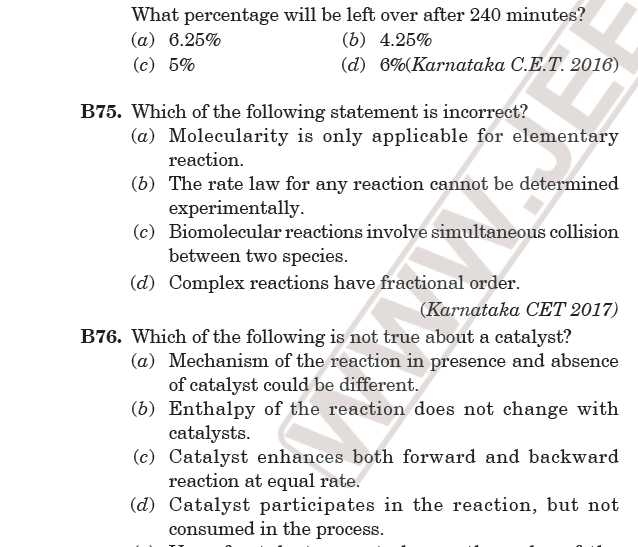 What percentage will be left over after 240 minutes?
(a) 6.25% (b) 4.25%
(c) 5% (d) 6%(Karnataka C.E.T. 2016)
B75. Which of the following statement is incorrect?
(a) Molecularity is only applicable for elementary
reaction.
(b) The rate law for any reaction cannot be determined
experimentally.
(c) Biomolecular reactions involve simultaneous collision
between two species.
(d) Complex reactions have fractional order.
(Karnataka CET 2017)
B76. Which of the following is not true about a catalyst?
(a) Mechanism of the reaction in presence and absence
of catalyst could be different.
(b) Enthalpy of the reaction does not change with
catalysts.
(c) Catalyst enhances both forward and backward
reaction at equal rate.
(d) Catalyst participates in the reaction, but not
consumed in the process.
WWW.JEE